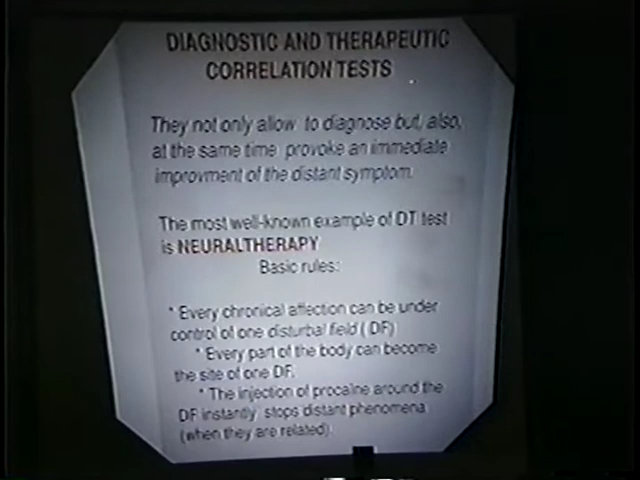 DIAGNOSTIC AND THERAPEUTIC
CORRELATION TESTS
They not only allow to diagnose but, also,
at the same time provoke an immediate
improvment of the distant symptom.
The most well-known example of DT test
is NEURALTHERAPY
Basic rules:
* Every chronical affection can be under
control of one disturbal field ( DF)
* Every part of the body can become
the site of one DF.
* The injection of procaine around the
DF instantly stops distant phenomena
(when they are related).